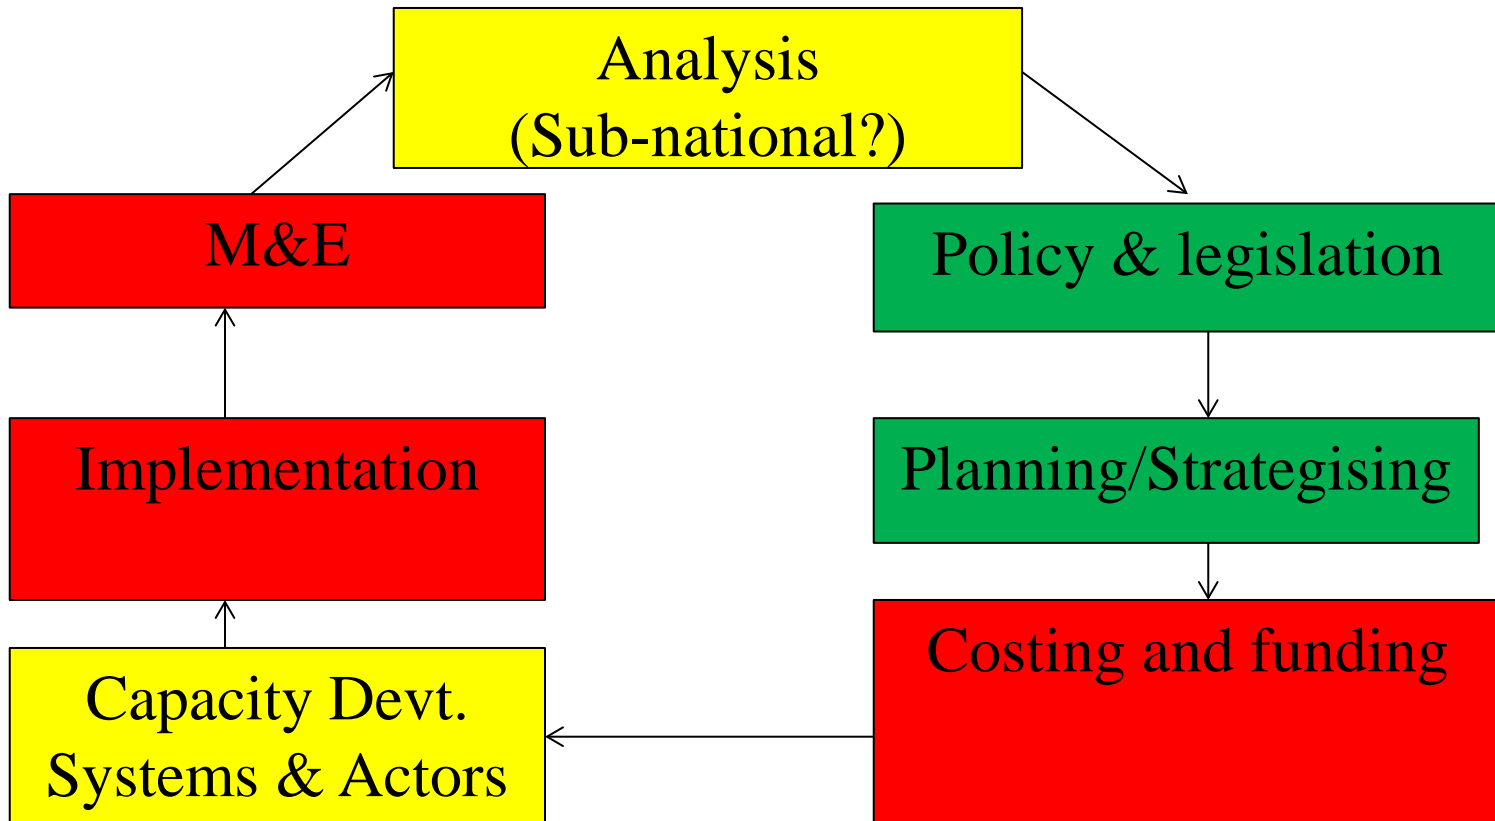 Analysis
(Sub-national?)
M&E
Policy & legislation
Implementation
Planning/Strategising
Costing and funding
Capacity Devt.
Systems & Actors